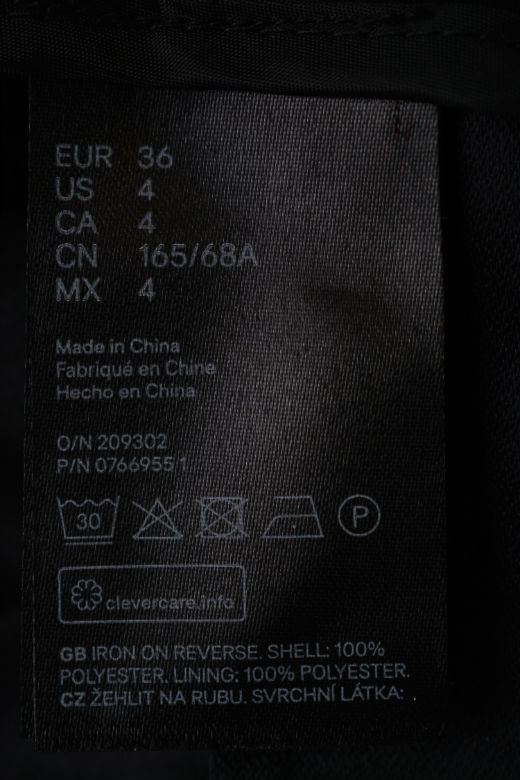 EUR 36
US 4
CA 4
CN 165/68A
MX 4
Made in China
Fabriqué en Chine
Hecho en China
O/N 209302
P/N 0766955 1
30
P
clevercare.info
GB IRON ON REVERSE. SHELL: 100%
POLYESTER. LINING: 100% POLYESTER.
CZ ŽEHLIT NA RUBU. SVRCHNÍ LÁTKA: